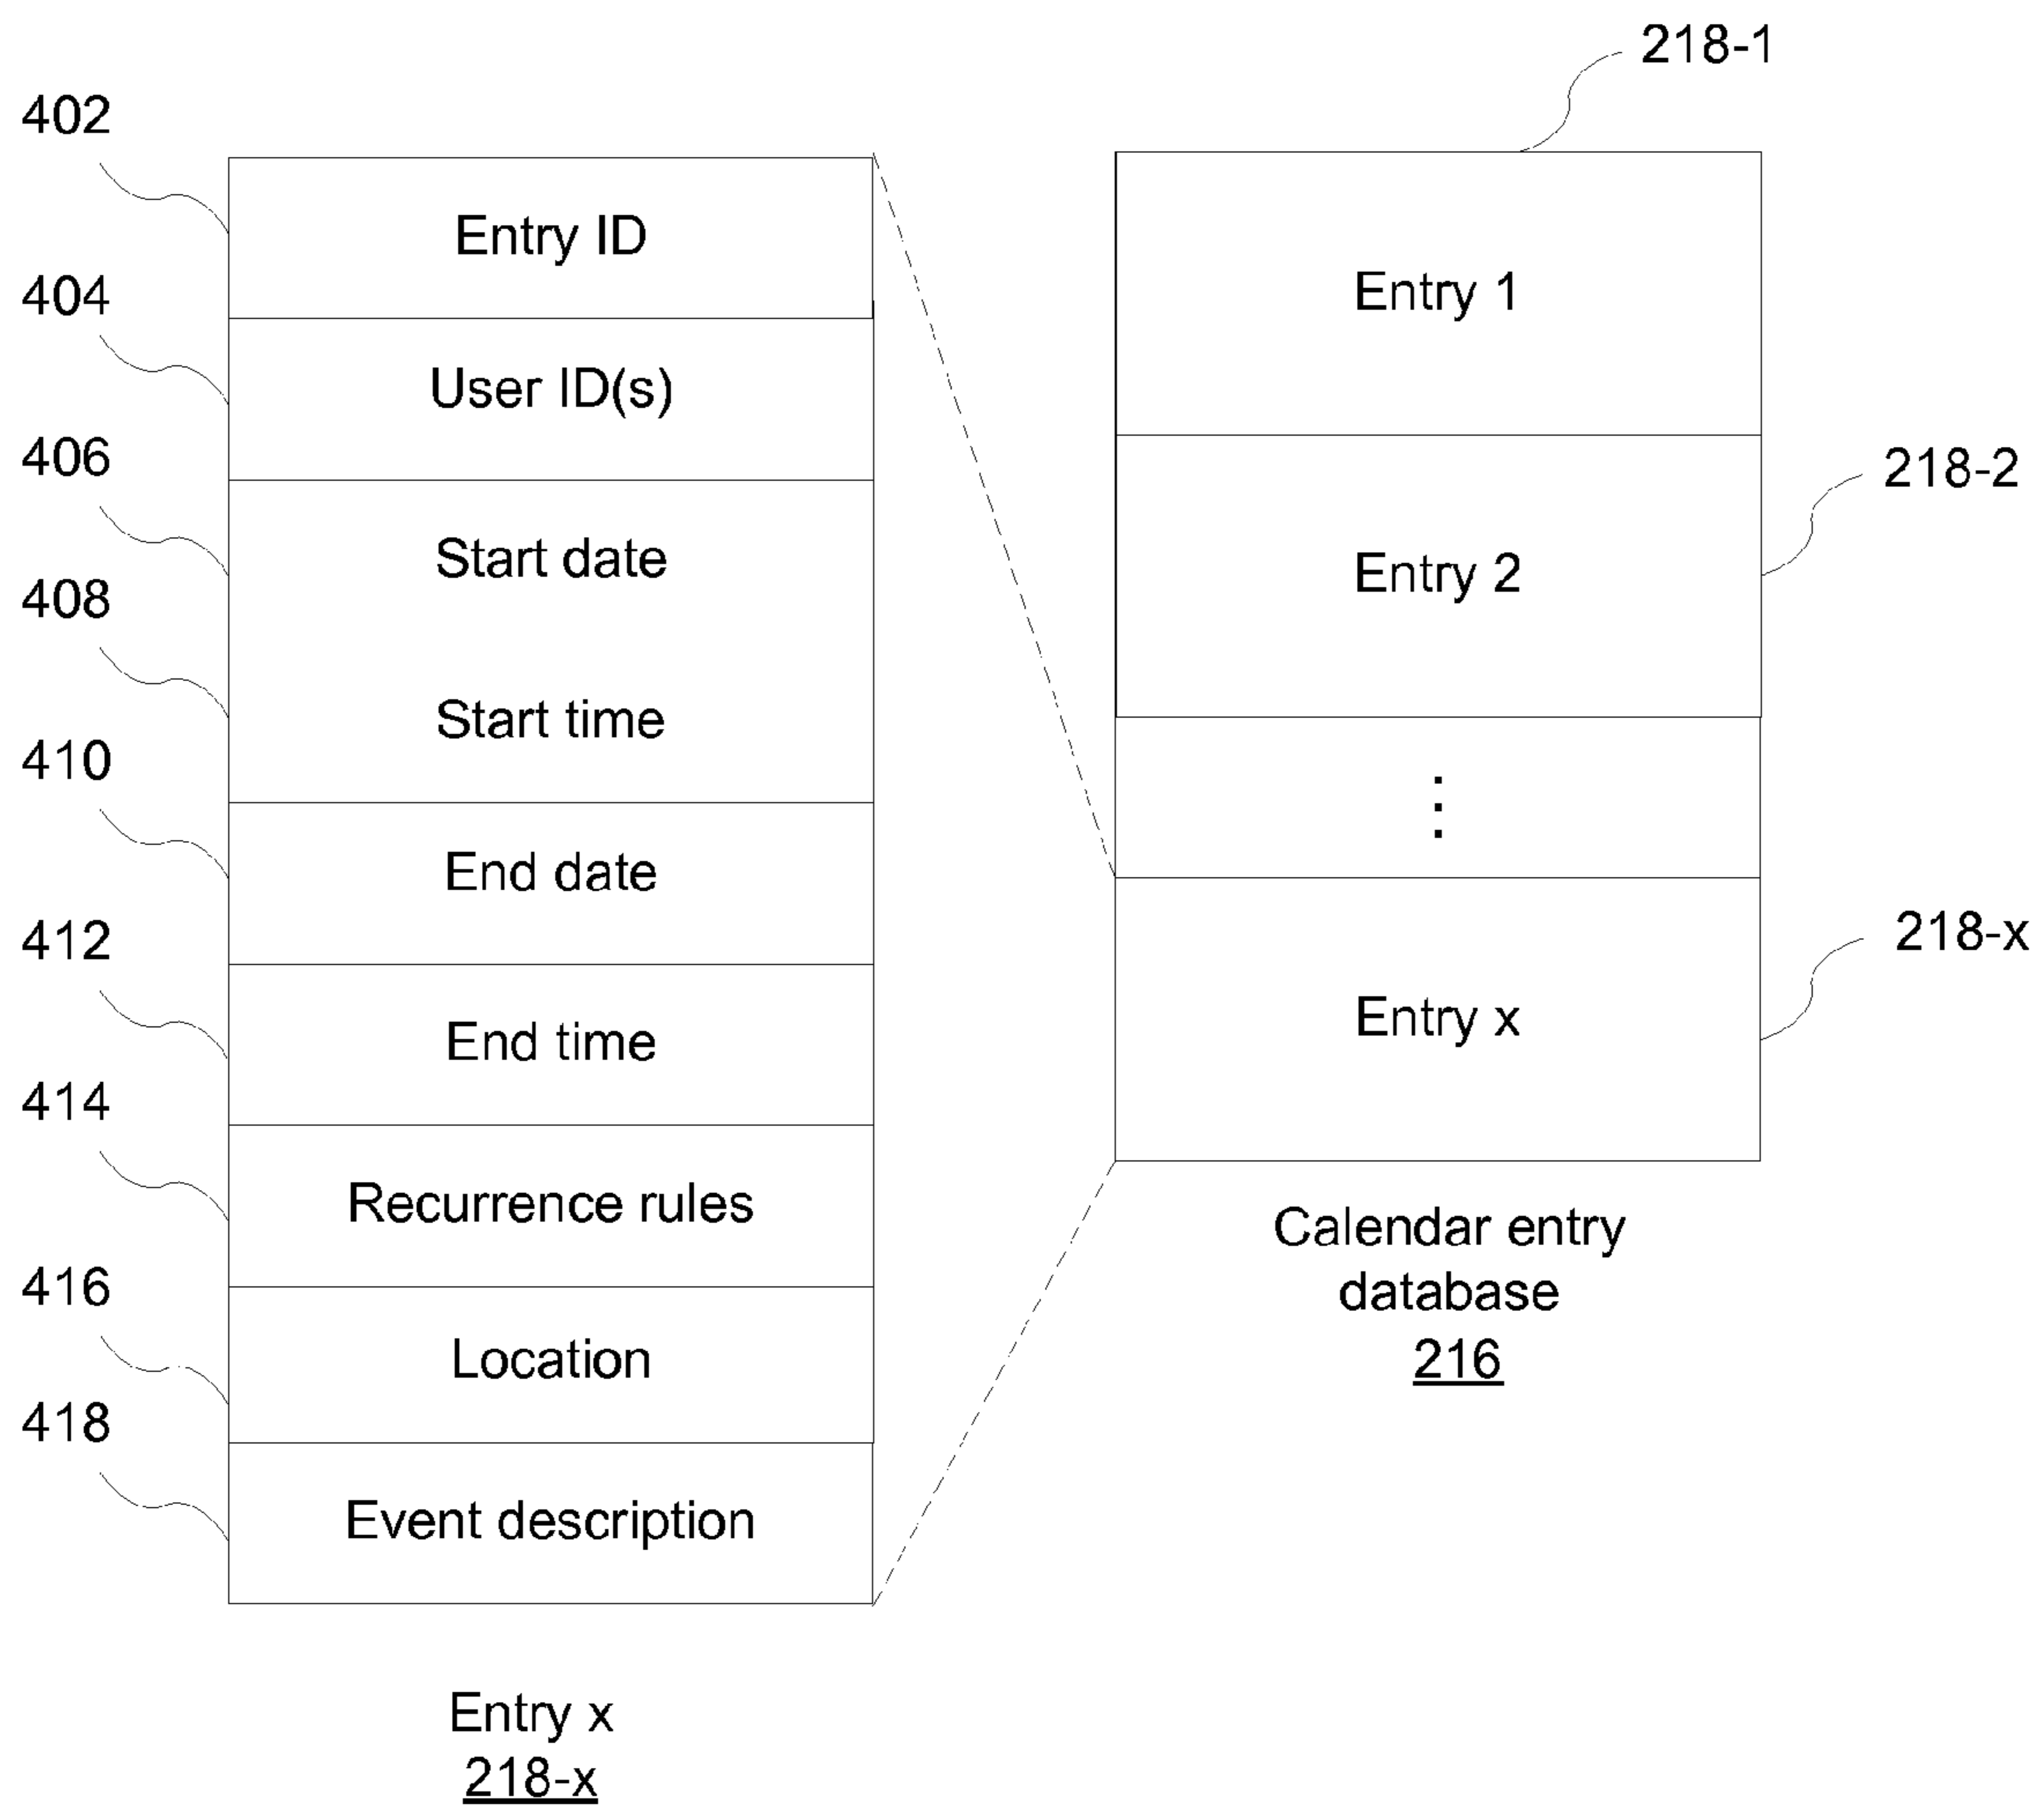 218-1
402
Entry ID
404
User ID(s)
406
Start date
408
Start time
410
End date
412
End time
414
Recurrence rules
416
Location
418
Event description
Entry x
218-x
Entry 1
218-2
Entry 2
⋮
218-x
Entry x
Calendar entry
database
216